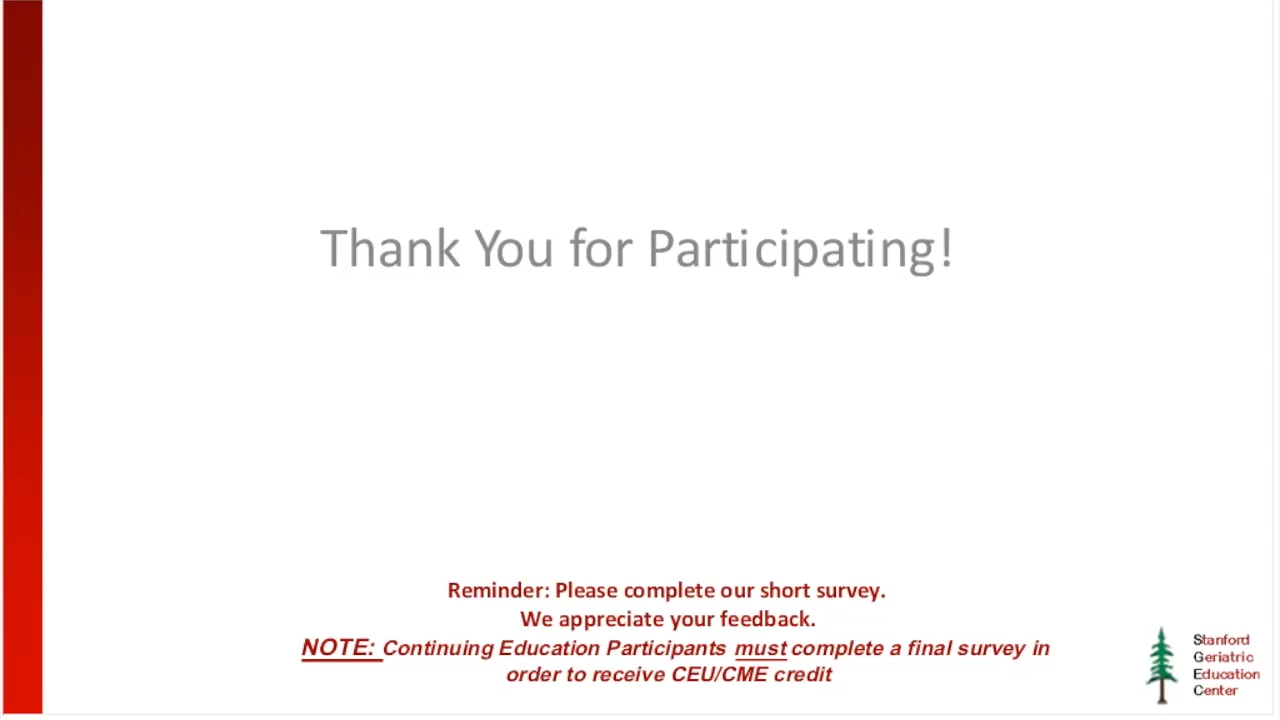 Thank You for Participating!
Reminder: Please complete our short survey.
We appreciate your feedback.
NOTE: Continuing Education Participants must complete a final survey in
order to receive CEU/CME credit
Stanford
Geriatric
Education
Center